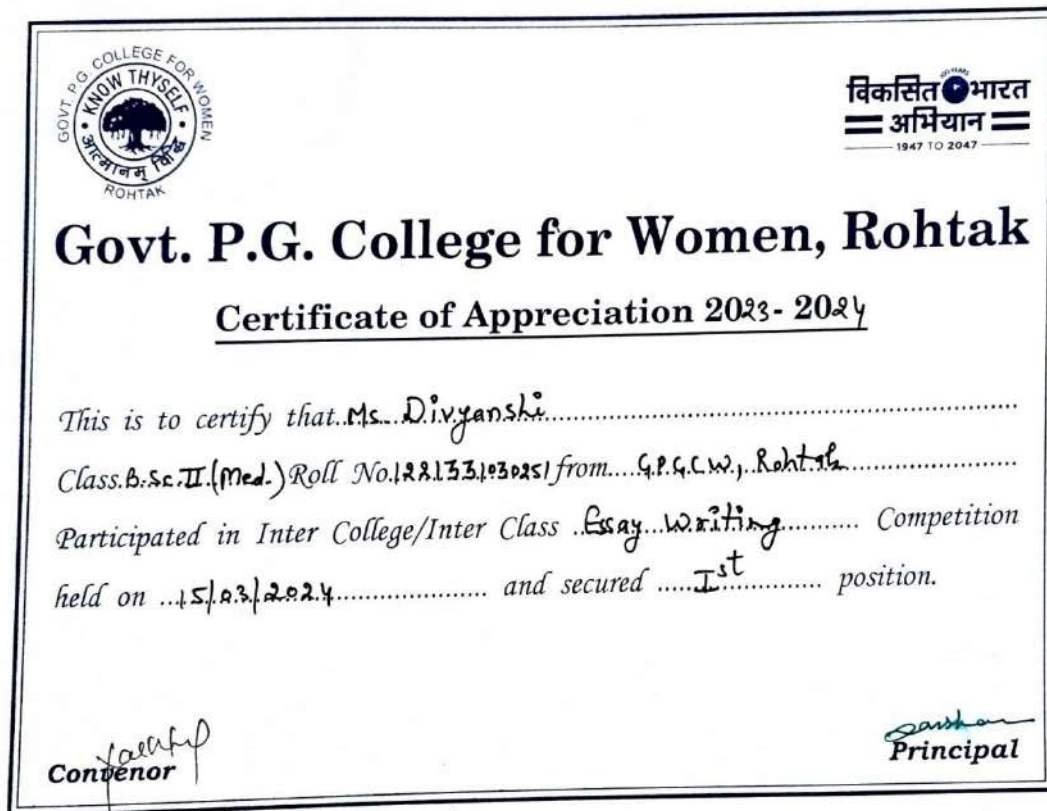 GOVT. P.G. COLLEGE FOR WOMEN
KNOW THYSELF
आत्मानम् विद्धि
ROHTAK
100 YEARS
विकसित भारत
अभियान
1947 TO 2047
Govt. P.G. College for Women, Rohtak
Certificate of Appreciation 2023-2024
This is to certify that Ms. Divyanshi
Class B.Sc. II (Med.) Roll No. 1221331030251 from G.P.G.C.W., Rohtak
Participated in Inter College/Inter Class Essay Writing Competition
held on 15/03/2024 and secured Ist position.
Convenor
Principal